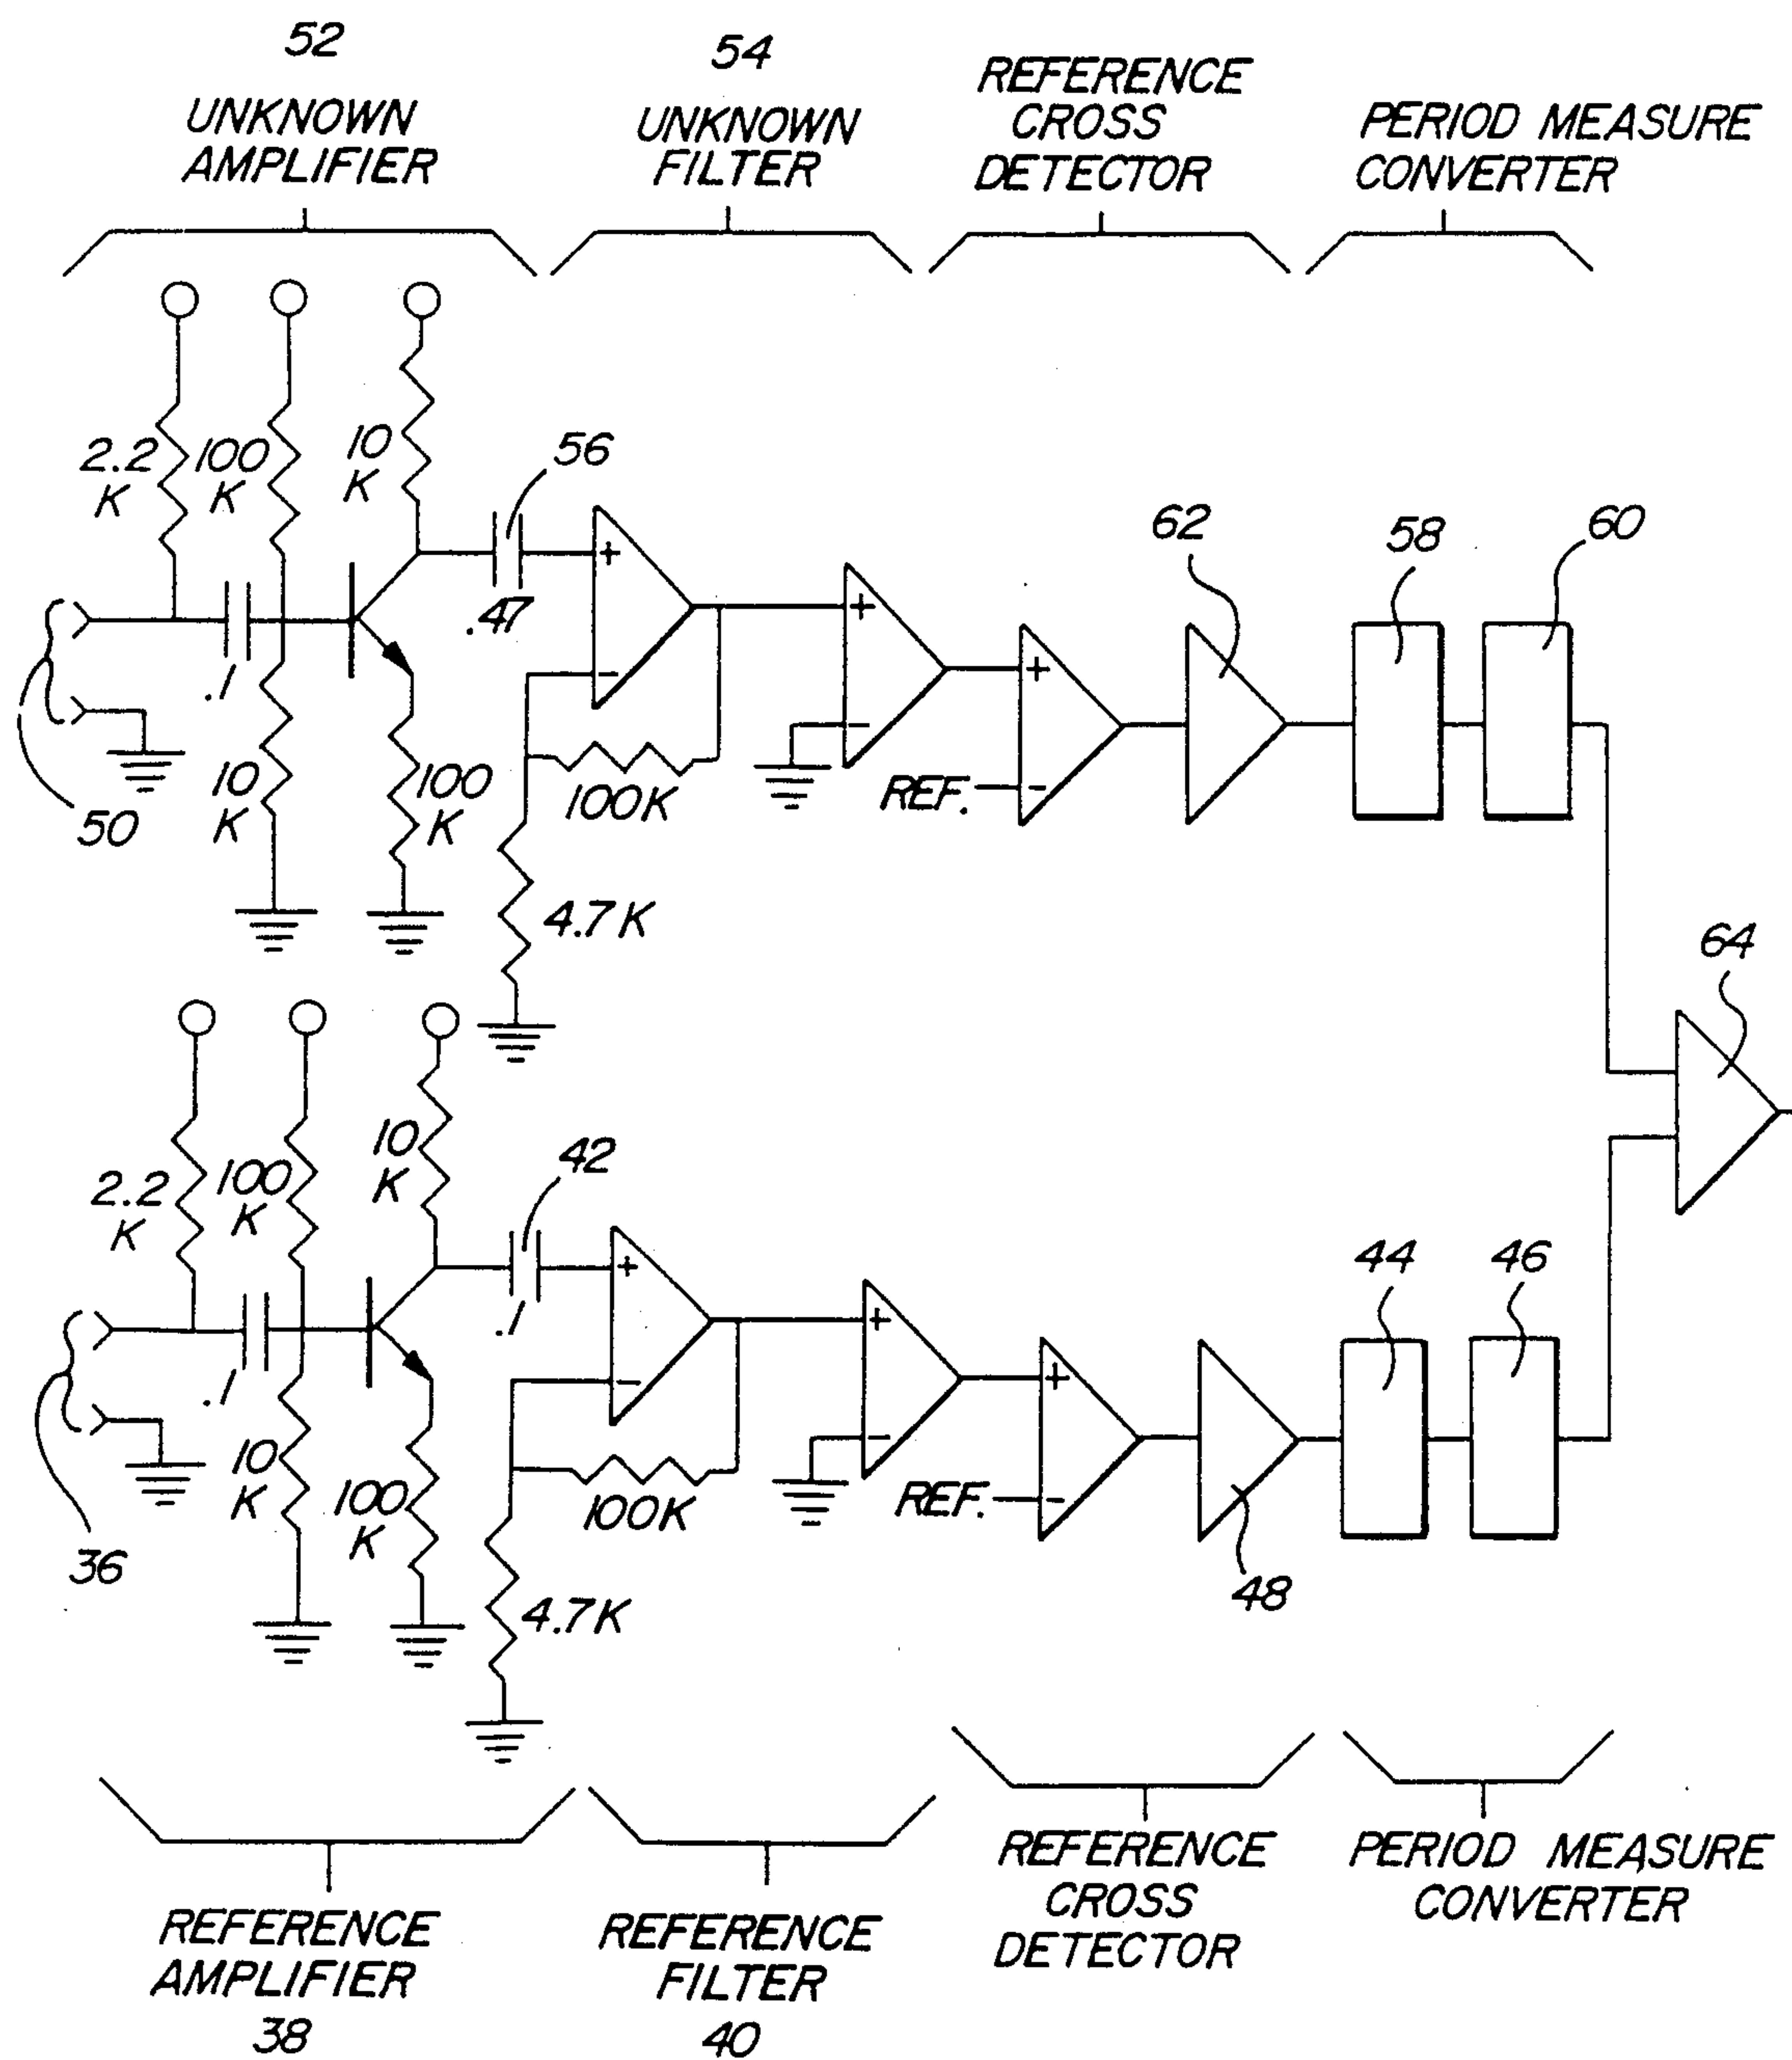 52
UNKNOWN
AMPLIFIER
54
UNKNOWN
FILTER
REFERENCE
CROSS
DETECTOR
PERIOD MEASURE
CONVERTER
2.2
K
100
K
10
K
56
.47
62
58
60
.1
50
10
K
100
K
100K
REF.
+
-
+
-
+
-
4.7K
64
2.2
K
100
K
10
K
42
.1
44
46
.1
36
10
K
100
K
100K
REF.
+
-
+
-
+
-
48
4.7K
REFERENCE
AMPLIFIER
38
REFERENCE
FILTER
40
REFERENCE
CROSS
DETECTOR
PERIOD MEASURE
CONVERTER